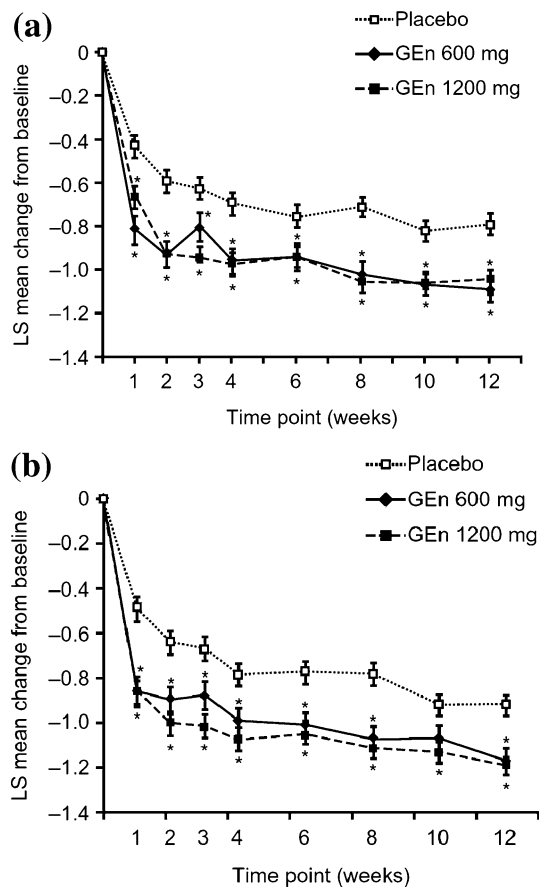 (a)
Placebo
GEn 600 mg
GEn 1200 mg
LS mean change from baseline
0
–0.2
–0.4
–0.6
–0.8
–1.0
–1.2
–1.4
* * * * * * * *
* * * * * * * *
1 2 3 4 6 8 10 12
Time point (weeks)
(b)
Placebo
GEn 600 mg
GEn 1200 mg
LS mean change from baseline
0
–0.2
–0.4
–0.6
–0.8
–1.0
–1.2
–1.4
* * * * * * *
* * * * * * * *
1 2 3 4 6 8 10 12
Time point (weeks)